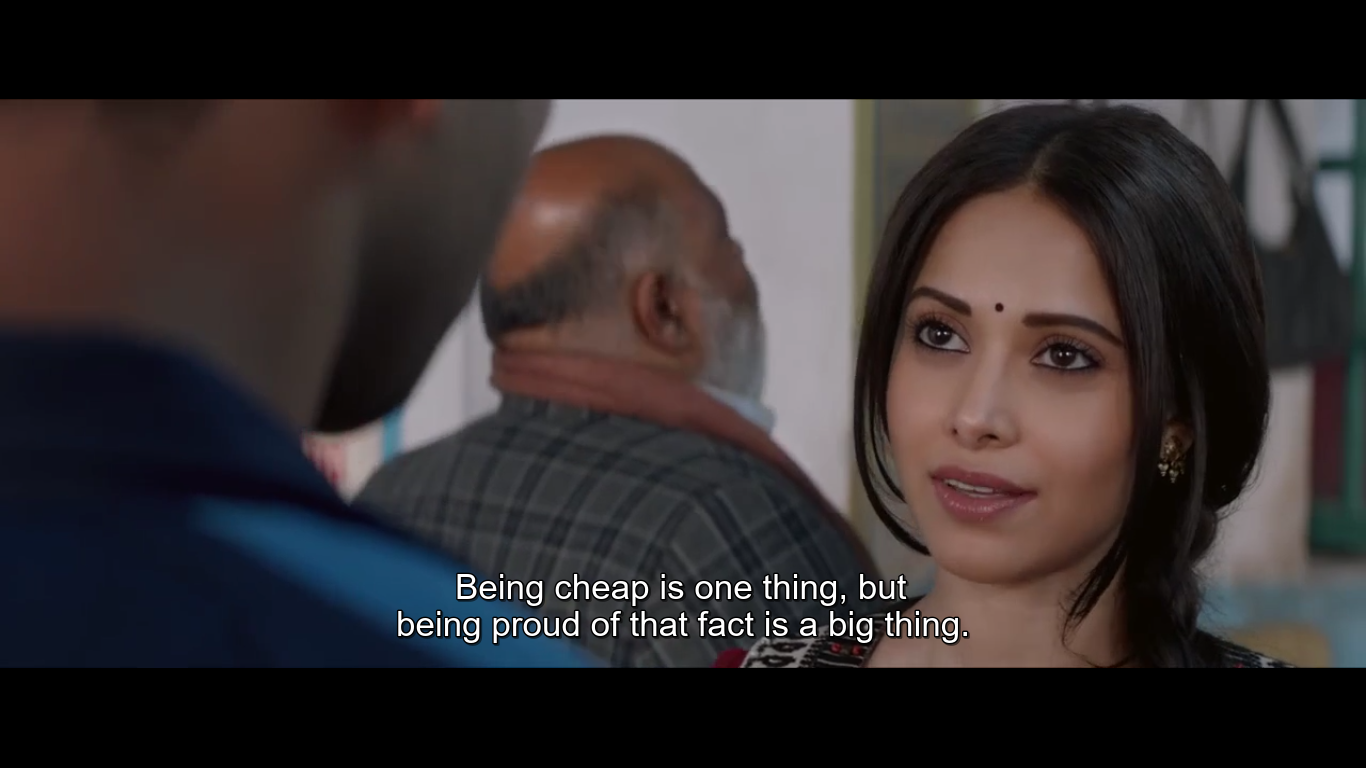 Being cheap is one thing, but
being proud of that fact is a big thing.